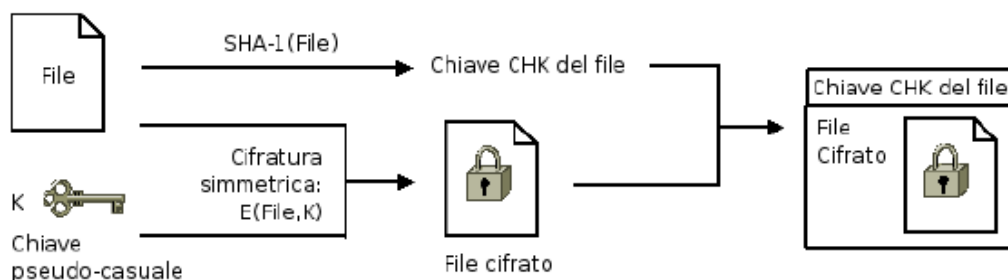 File
SHA-1(File)
Chiave CHK del file
Chiave CHK del file
File
Cifrato
Cifratura
simmetrica:
E(File,K)
K
Chiave
pseudo-casuale
File cifrato